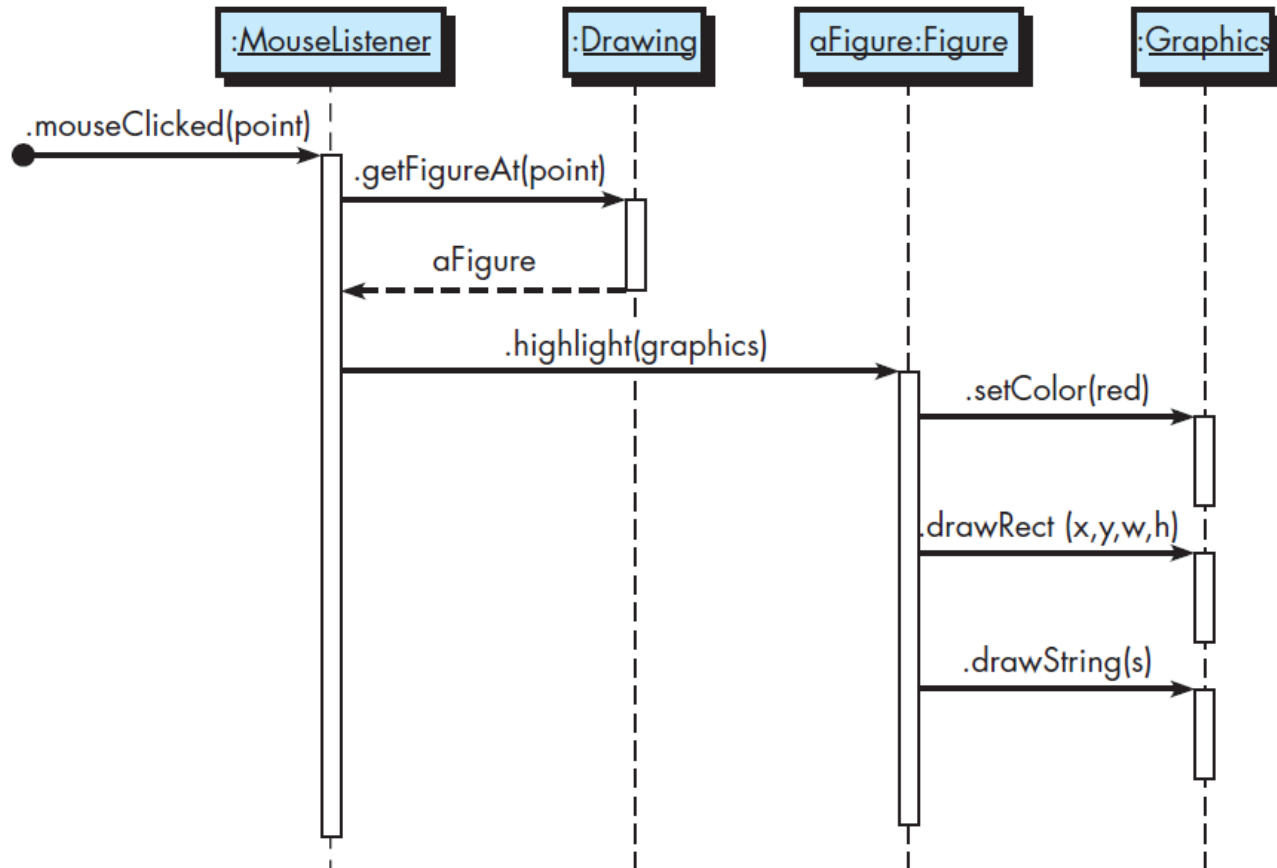 :MouseListener
:Drawing
aFigure:Figure
:Graphics
.mouseClicked(point)
.getFigureAt(point)
aFigure
.highlight(graphics)
.setColor(red)
.drawRect (x,y,w,h)
.drawString(s)